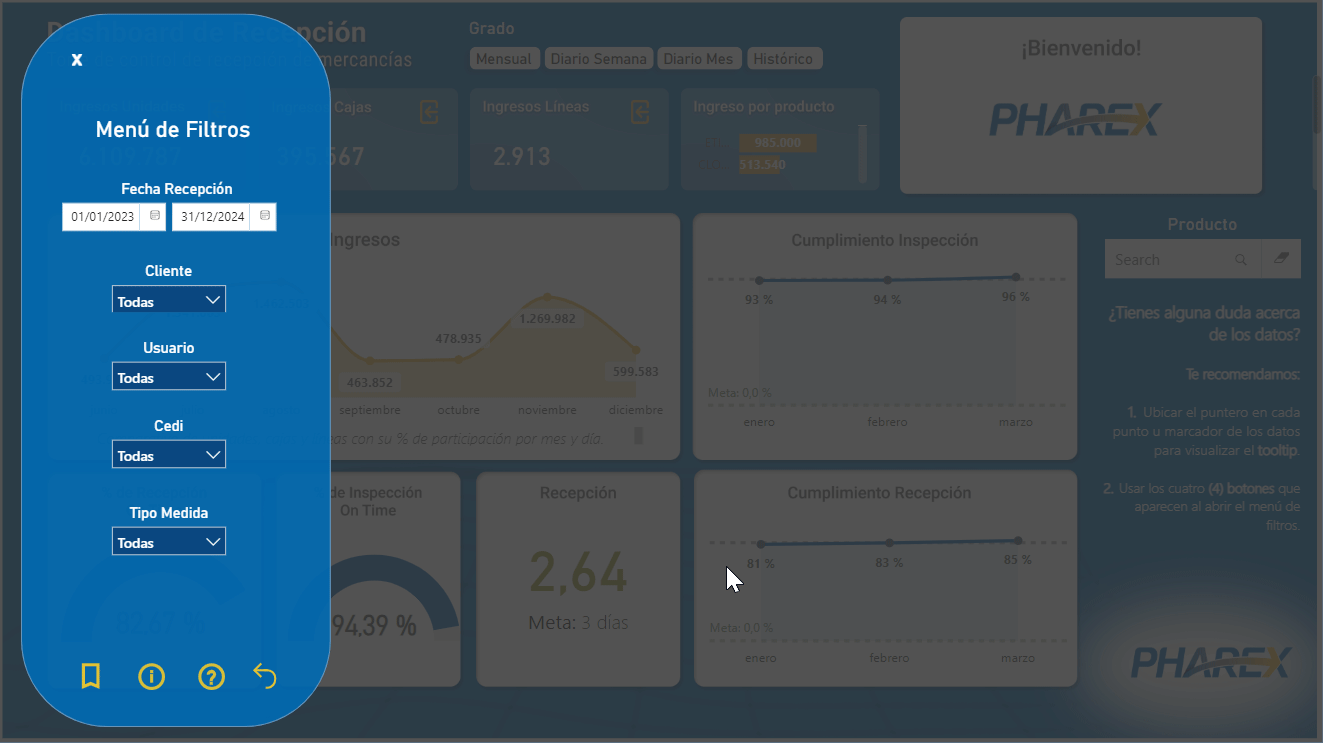 Dashboard de Recepción
mercancías
Grado
Mensual
Diario Semana
Diario Mes
Histórico
¡Bienvenido!
PHAREX
x
Menú de Filtros
Fecha Recepción
01/01/2023
31/12/2024
Cliente
Todas
Usuario
Todas
Cedi
Todas
Tipo Medida
Todas
Cajas
6.109.787
395.567
Ingresos Líneas
2.913
Ingreso por producto
985.000
513.540
Ingresos
463.852
478.935
1.269.982
599.583
septiembre
octubre
noviembre
diciembre
con su % de participación por mes y día.
Cumplimiento Inspección
93 %
94 %
96 %
Meta: 0,0 %
enero
febrero
marzo
Producto
Search
¿Tienes alguna duda acerca
de los datos?
Te recomendamos:
1. Ubicar el puntero en cada
punto u marcador de los datos
para visualizar el tooltip.
2. Usar los cuatro (4) botones que
aparecen al abrir el menú de
filtros.
82,67 %
de Inspección
On Time
94,39 %
Recepción
2,64
Meta: 3 días
Cumplimiento Recepción
81 %
83 %
85 %
Meta: 0,0 %
enero
febrero
marzo
PHAREX